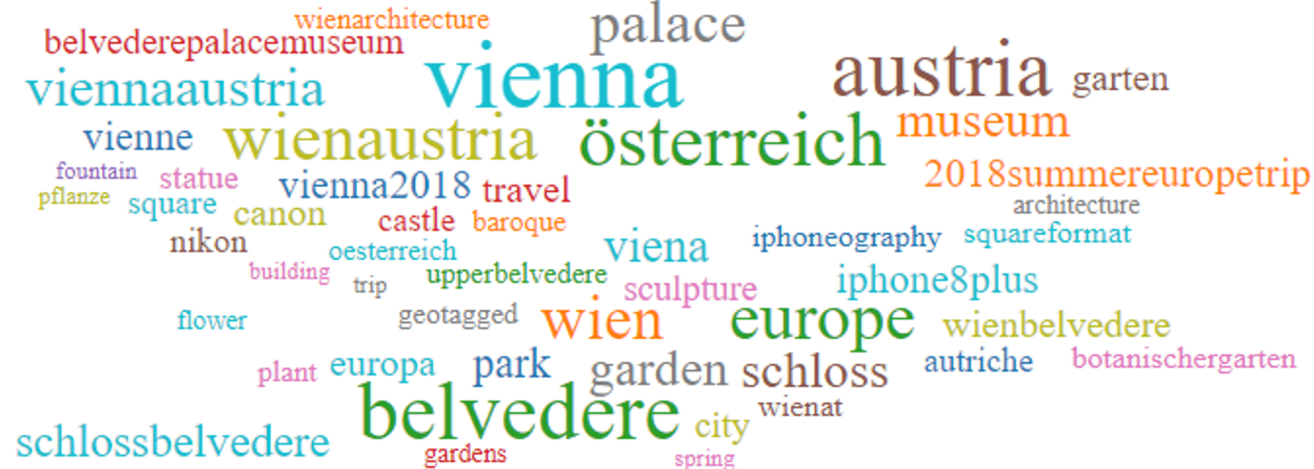 wienarchitecture palace
belvederepalacemuseum
viennaaustria vienna austria garten
vienne wienaustria österreich museum
fountain statue vienna2018 travel 2018summereuropetrip
pflanze square canon castle baroque architecture
nikon oesterreich viena iphoneography squareformat
building trip upperbelvedere sculpture iphone8plus
flower geotagged wien europe wienbelvedere
plant europa park garden schloss autriche botanischergarten
belvedere city wienat
schlossbelvedere gardens spring